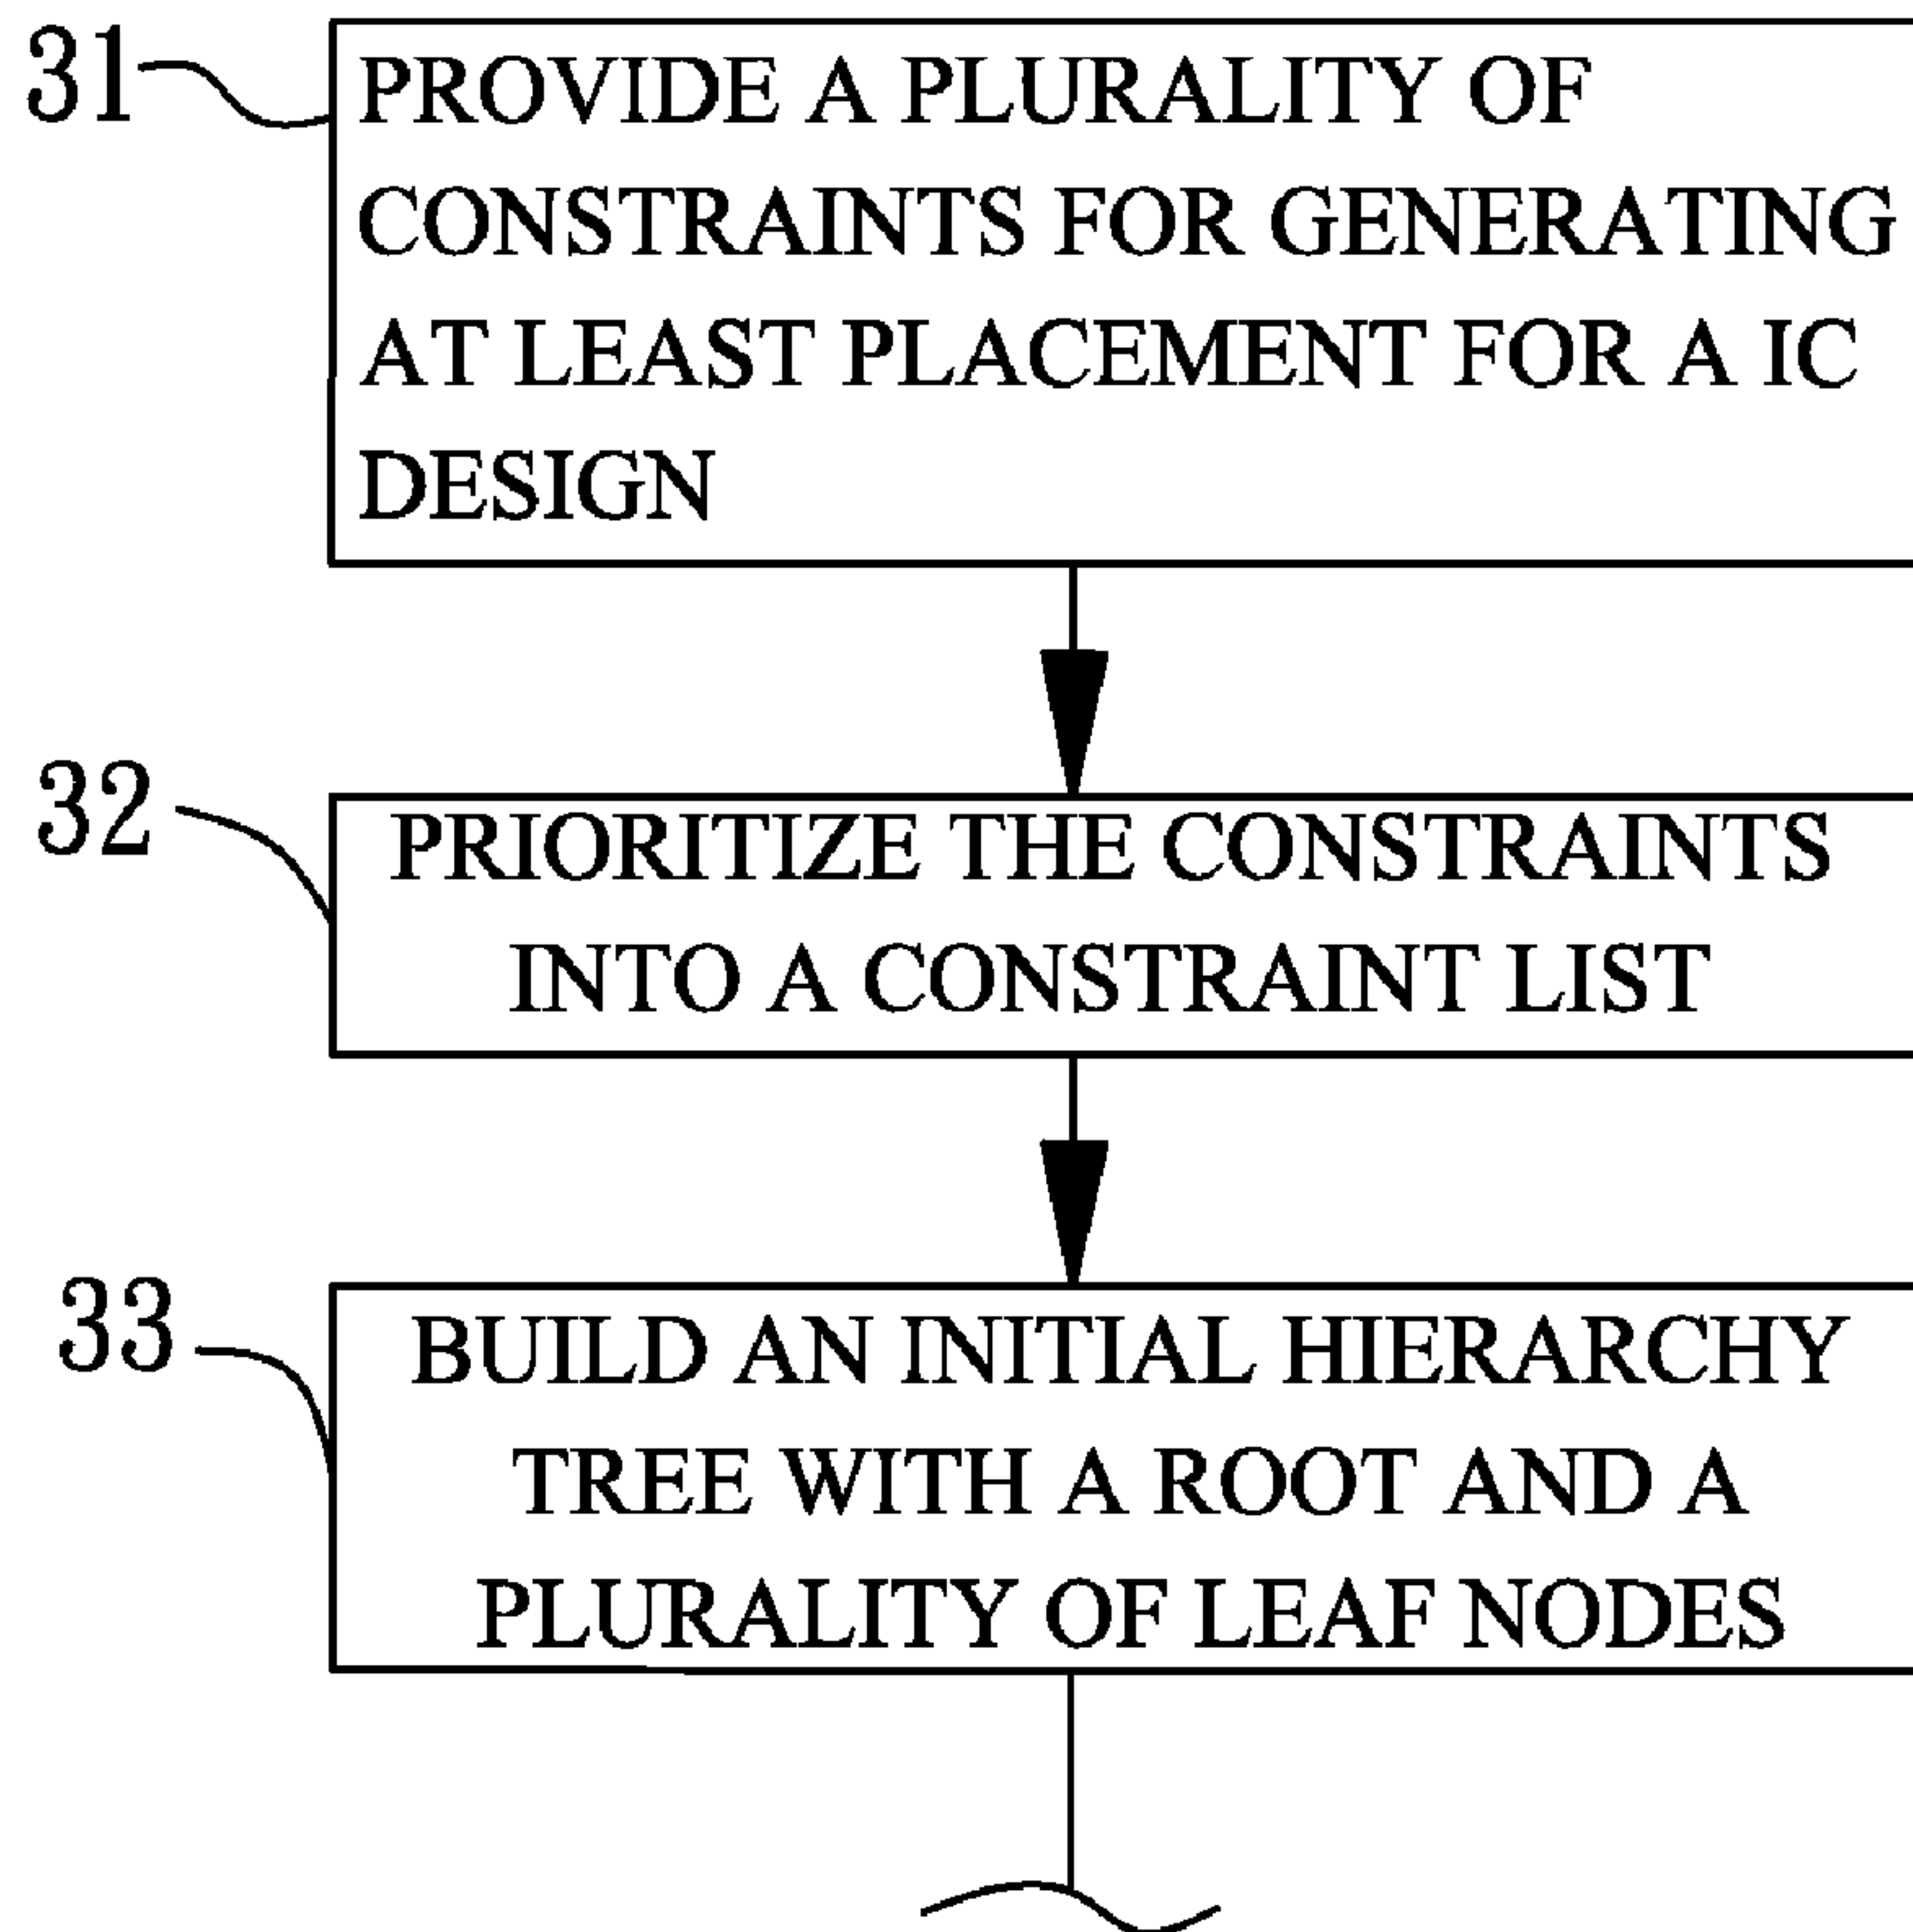 31
PROVIDE A PLURALITY OF
CONSTRAINTS FOR GENERATING
AT LEAST PLACEMENT FOR A IC
DESIGN
32
PRIORITIZE THE CONSTRAINTS
INTO A CONSTRAINT LIST
33
BUILD AN INITIAL HIERARCHY
TREE WITH A ROOT AND A
PLURALITY OF LEAF NODES